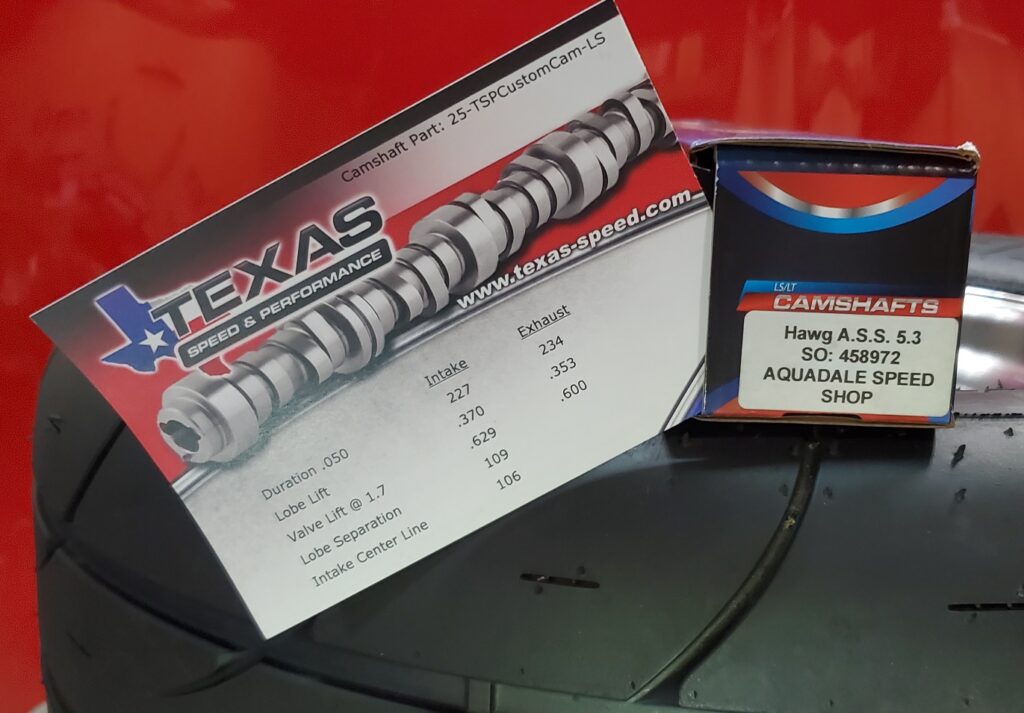 Camshaft Part: 25-TSPCustomCam-LS
TEXAS
SPEED & PERFORMANCE
www.texas-speed.com
Intake Exhaust
Duration .050 227 234
Lobe Lift .370 .353
Valve Lift @ 1.7 .629 .600
Lobe Separation 109
Intake Center Line 106
LS/LT
CAMSHAFTS
Hawg A.S.S. 5.3
SO: 458972
AQUADALE SPEED
SHOP